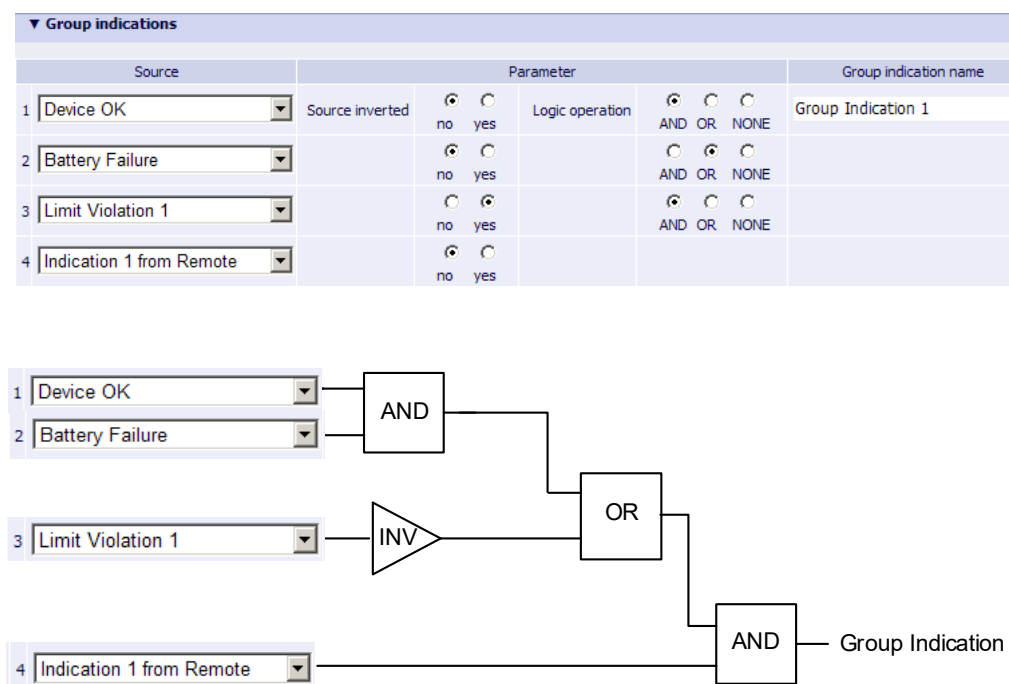 ▼ Group indications
Source Parameter Group indication name
1 Device OK Source inverted no yes Logic operation AND OR NONE Group Indication 1
2 Battery Failure no yes AND OR NONE
3 Limit Violation 1 no yes AND OR NONE
4 Indication 1 from Remote no yes
1 Device OK
AND
2 Battery Failure
OR
3 Limit Violation 1 INV
AND Group Indication
4 Indication 1 from Remote